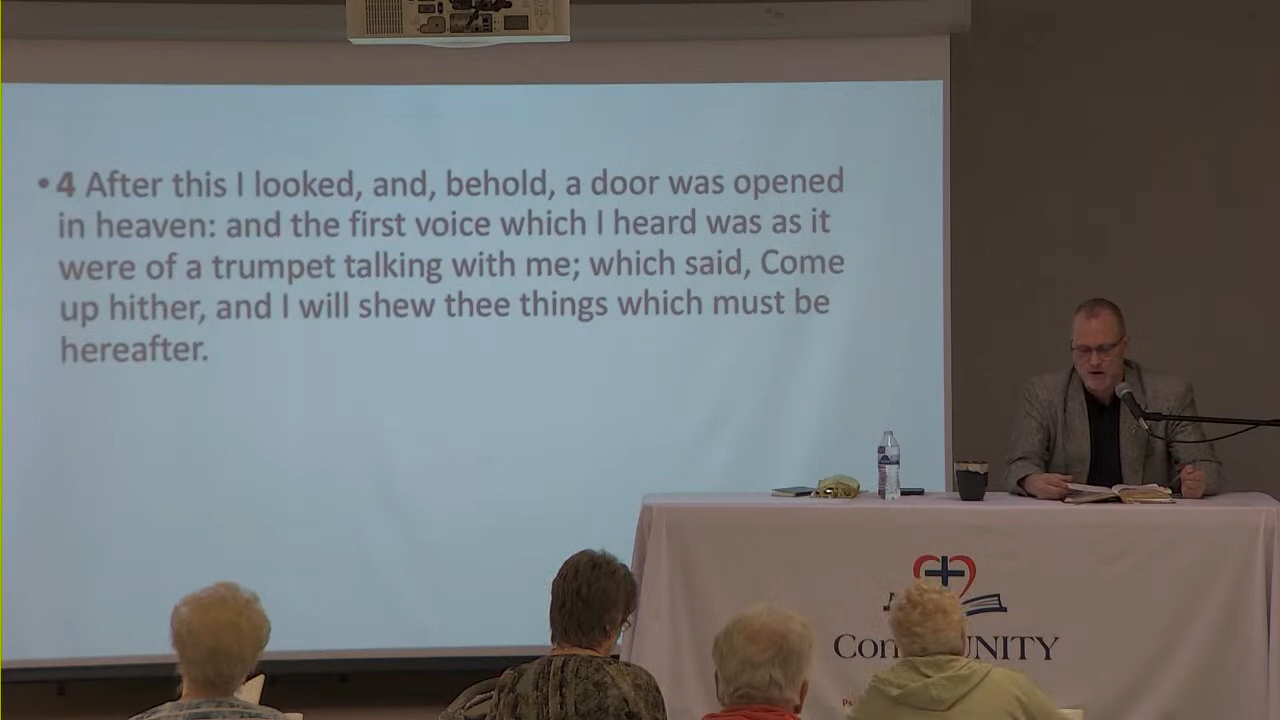 • 4 After this I looked, and, behold, a door was opened
in heaven: and the first voice which I heard was as it
were of a trumpet talking with me; which said, Come
up hither, and I will shew thee things which must be
hereafter.
Com UNITY